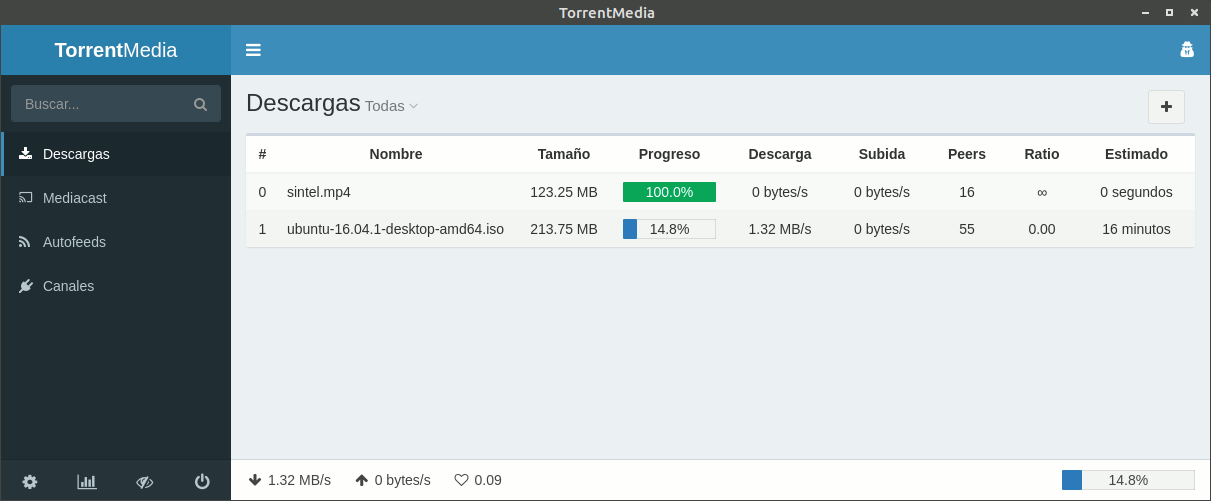 TorrentMedia
TorrentMedia
Buscar...
Descargas
Mediacast
Autofeeds
Canales
Descargas Todas
# Nombre Tamaño Progreso Descarga Subida Peers Ratio Estimado
0 sintel.mp4 123.25 MB 100.0% 0 bytes/s 0 bytes/s 16 ∞ 0 segundos
1 ubuntu-16.04.1-desktop-amd64.iso 213.75 MB 14.8% 1.32 MB/s 0 bytes/s 55 0.00 16 minutos
1.32 MB/s 0 bytes/s 0.09 14.8%